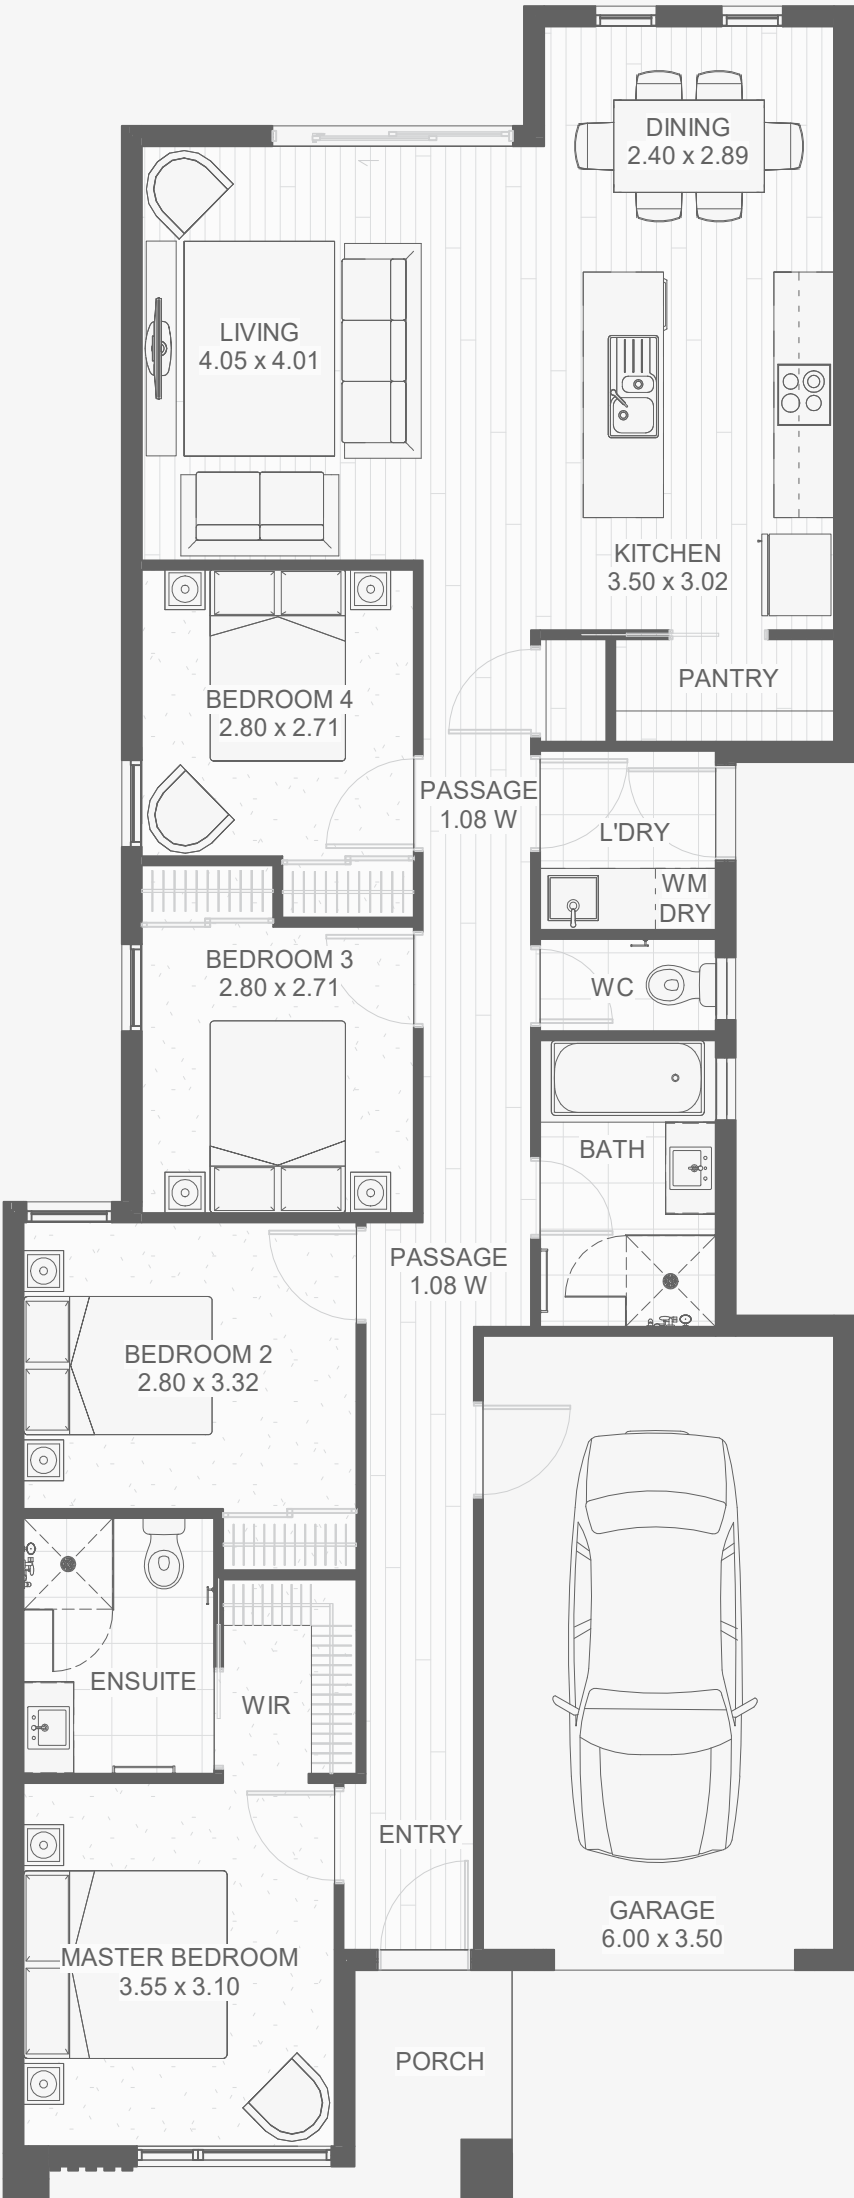 DINING
2.40 x 2.89
LIVING
4.05 x 4.01
KITCHEN
3.50 x 3.02
PANTRY
BEDROOM 4
2.80 x 2.71
PASSAGE
1.08 W
L'DRY
WM
DRY
BEDROOM 3
2.80 x 2.71
WC
BATH
PASSAGE
1.08 W
BEDROOM 2
2.80 x 3.32
ENSUITE
WIR
ENTRY
GARAGE
6.00 x 3.50
MASTER BEDROOM
3.55 x 3.10
PORCH